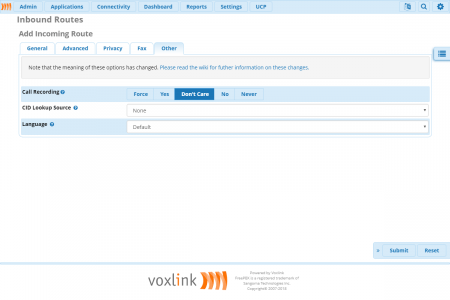 Admin Applications Connectivity Dashboard Reports Settings UCP
Inbound Routes
Add Incoming Route
General Advanced Privacy Fax Other
Note that the meaning of these options has changed. Please read the wiki for futher information on these changes.
Call Recording Force Yes Don't Care No Never
CID Lookup Source None
Language Default
» Submit Reset
voxlink
Powered by Voxlink
FreePBX is a registered trademark of
Sangoma Technologies Inc.
Copyright© 2007-2018